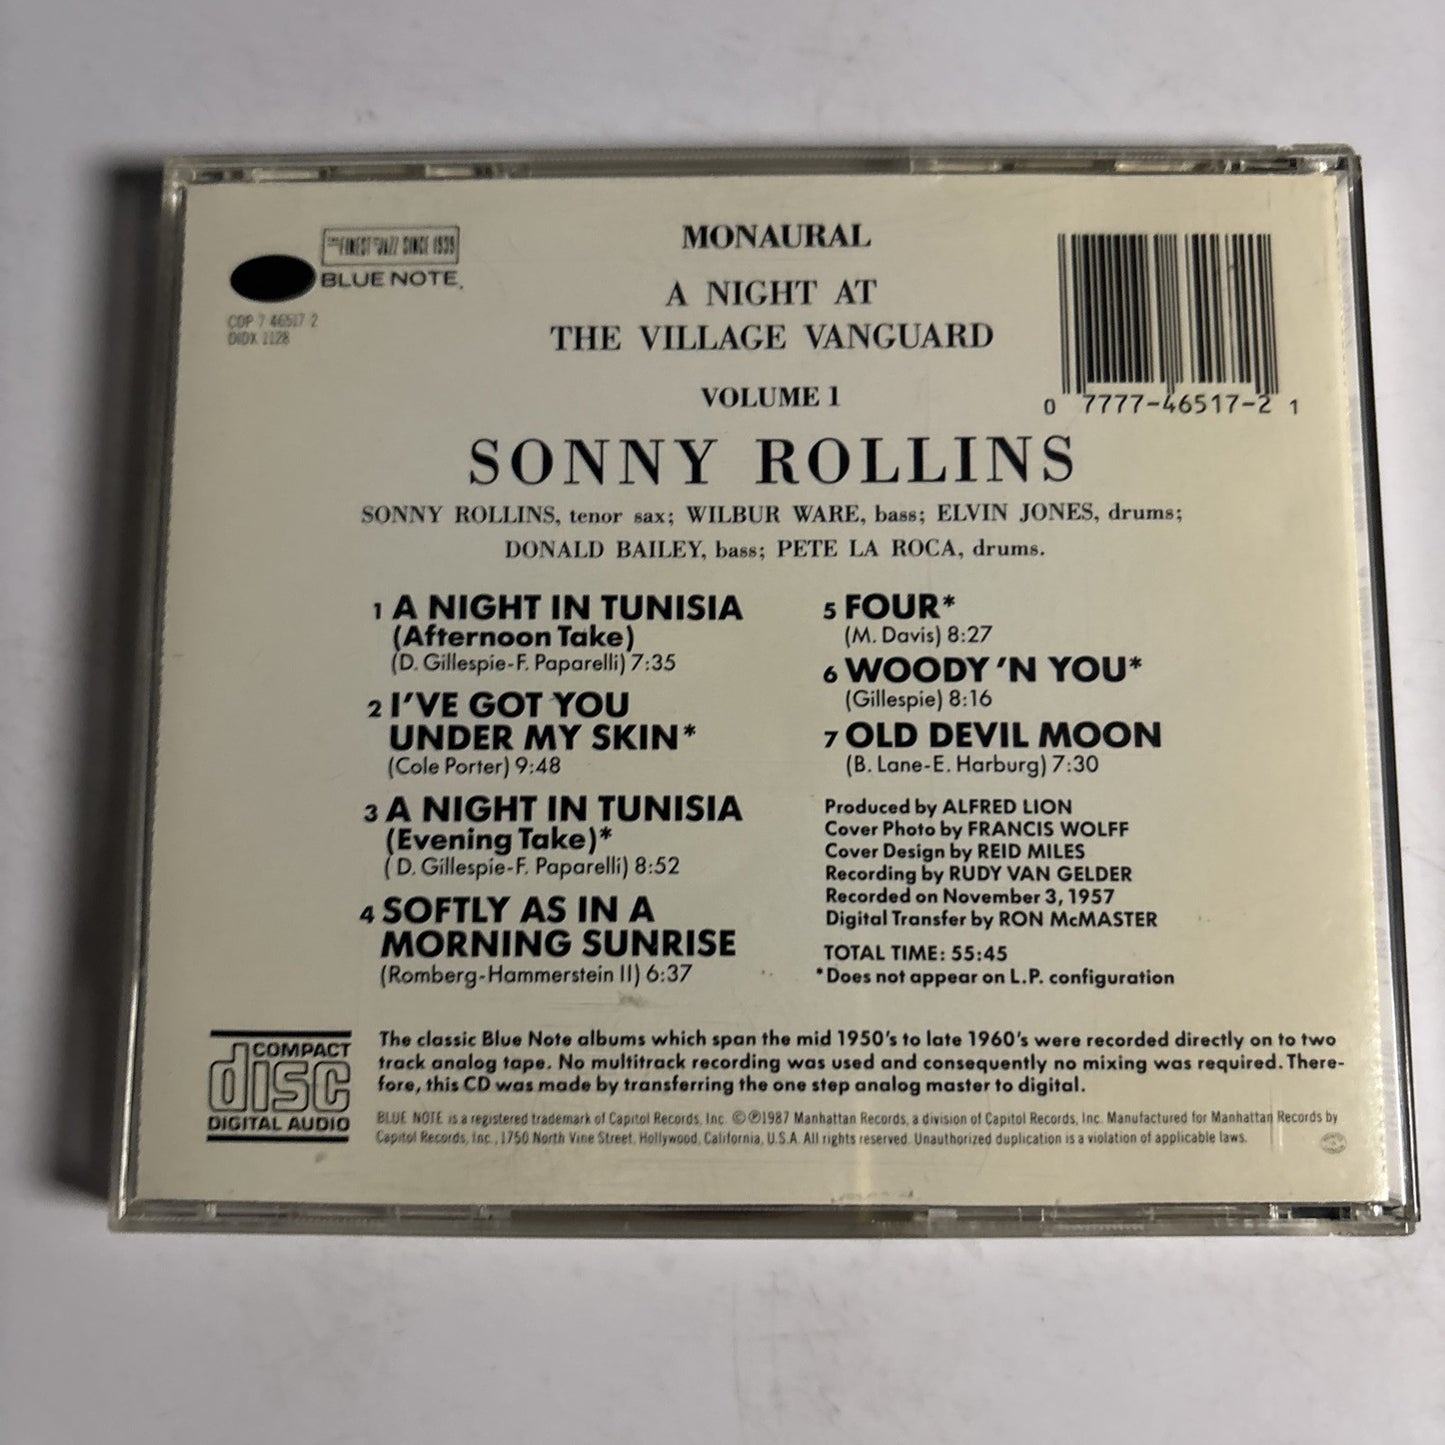 THE FINEST IN JAZZ SINCE 1939
BLUE NOTE.
CDP 7 46517 2
DIDX 1128
MONAURAL
A NIGHT AT
THE VILLAGE VANGUARD
VOLUME 1
0 7777-46517-2 1
SONNY ROLLINS
SONNY ROLLINS, tenor sax; WILBUR WARE, bass; ELVIN JONES, drums;
DONALD BAILEY, bass; PETE LA ROCA, drums.
1 A NIGHT IN TUNISIA
(Afternoon Take)
(D. Gillespie-F. Paparelli) 7:35
2 I'VE GOT YOU
UNDER MY SKIN*
(Cole Porter) 9:48
3 A NIGHT IN TUNISIA
(Evening Take)*
( D. Gillespie-F. Paparelli) 8:52
4 SOFTLY AS IN A
MORNING SUNRISE
(Romberg-Hammerstein II) 6:37
5 FOUR*
(M. Davis) 8:27
6 WOODY 'N YOU*
(Gillespie) 8:16
7 OLD DEVIL MOON
(B. Lane-E. Harburg) 7:30
Produced by ALFRED LION
Cover Photo by FRANCIS WOLFF
Cover Design by REID MILES
Recording by RUDY VAN GELDER
Recorded on November 3, 1957
Digital Transfer by RON McMASTER
TOTAL TIME: 55:45
*Does not appear on L.P. configuration
COMPACT
disc
DIGITAL AUDIO
The classic Blue Note albums which span the mid 1950's to late 1960's were recorded directly on to two
track analog tape. No multitrack recording was used and consequently no mixing was required. There-
fore, this CD was made by transferring the one step analog master to digital.
BLUE NOTE is a registered trademark of Capitol Records, Inc. ©℗1987 Manhattan Records, a division of Capitol Records, Inc. Manufactured for Manhattan Records by
Capitol Records, Inc., 1750 North Vine Street, Hollywood, California, U.S.A. All rights reserved. Unauthorized duplication is a violation of applicable laws.